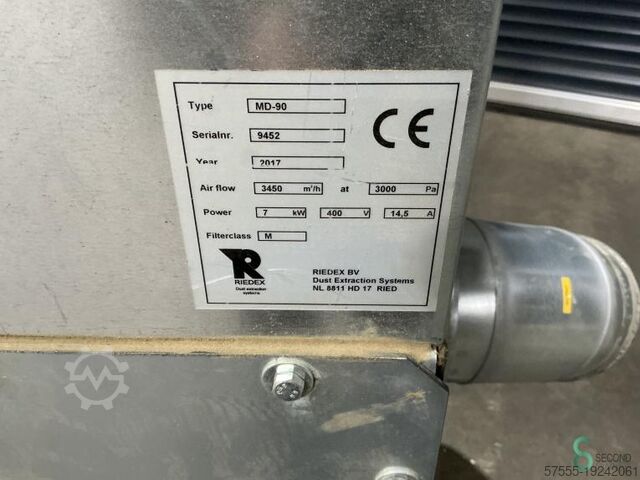 Type MD-90
Serialnr. 9452
Year 2017
Air flow 3450 m³/h at 3000 Pa
Power 7 kW 400 V 14,5 A
Filterclass M
CE
R
RIEDEX
Dust extraction
systems
RIEDEX BV
Dust Extraction Systems
NL 8811 HD 17 RIED
8.8
SECOND
57555-19242061